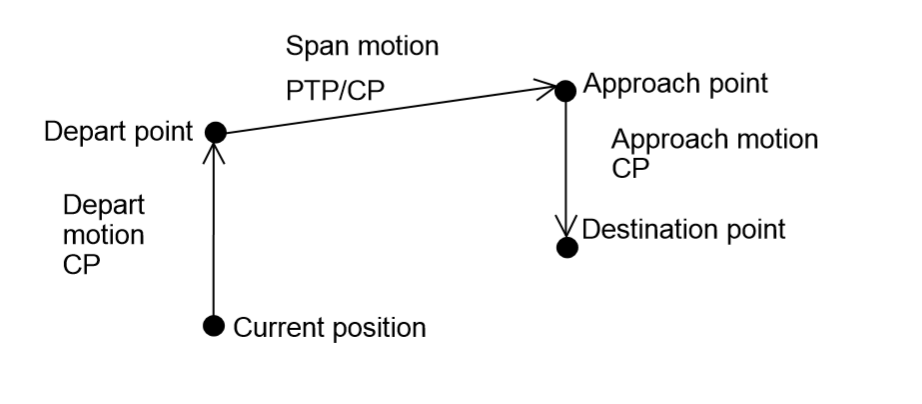 Span motion
PTP/CP
Approach point
Depart point
Approach motion
CP
Depart
motion
CP
Destination point
Current position